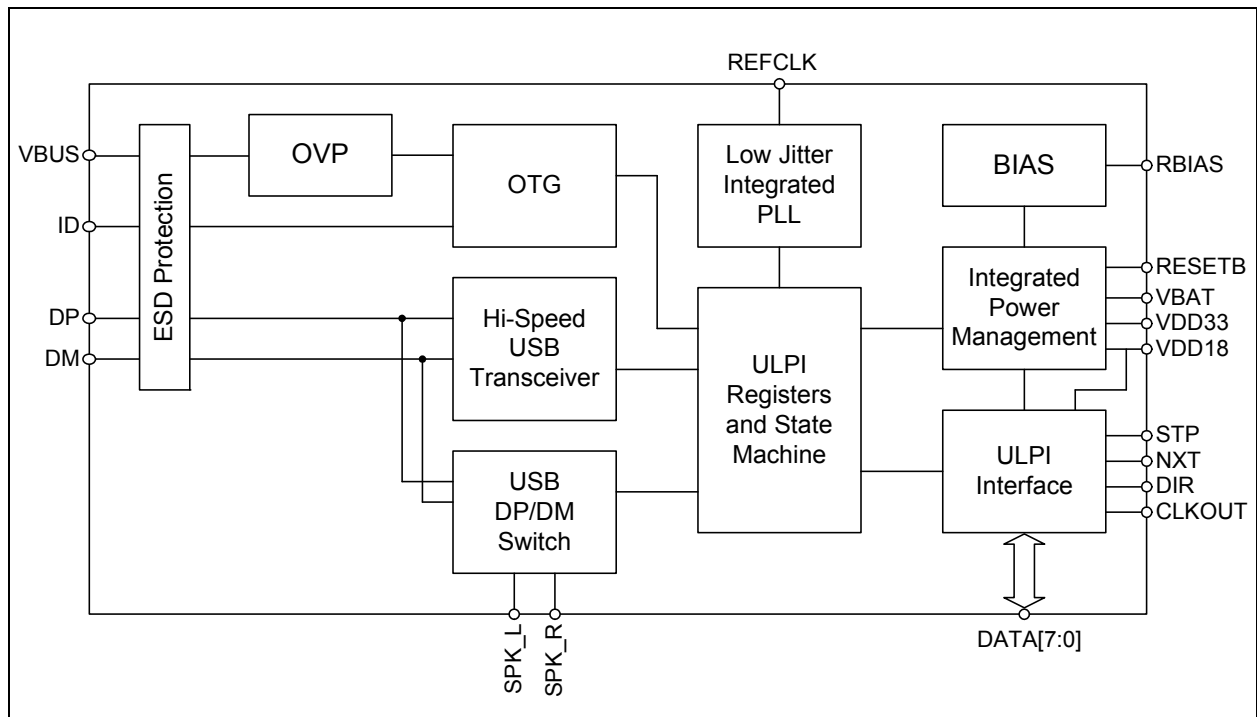 REFCLK
VBUS
ID
DP
DM
ESD Protection
OVP
OTG
Hi-Speed
USB
Transceiver
USB
DP/DM
Switch
SPK_L
SPK_R
Low Jitter
Integrated
PLL
ULPI
Registers
and State
Machine
BIAS
RBIAS
Integrated
Power
Management
RESETB
VBAT
VDD33
VDD18
ULPI
Interface
STP
NXT
DIR
CLKOUT
DATA[7:0]